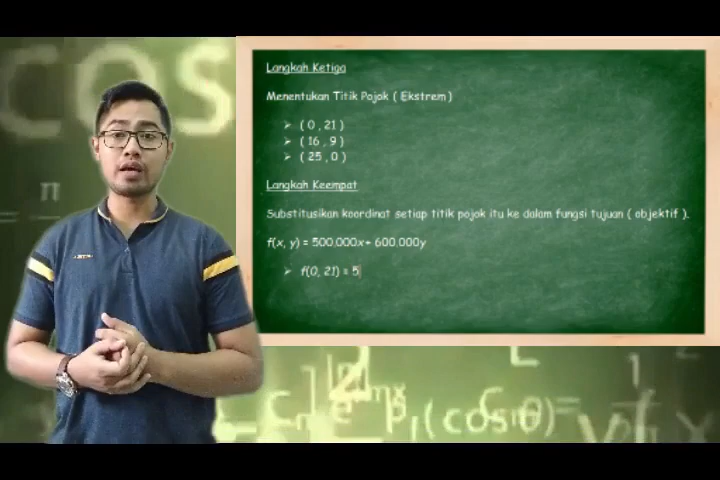 Langkah Ketiga
Menentukan Titik Pojok ( Ekstrem )
➢ ( 0 , 21 )
➢ ( 16 , 9 )
➢ ( 25 , 0 )
Langkah Keempat
Substitusikan koordinat setiap titik pojok itu ke dalam fungsi tujuan ( objektif ).
f(x, y) = 500.000x+ 600.000y
➢ f(0, 21) = 5
COS
= π
(cosθ)=